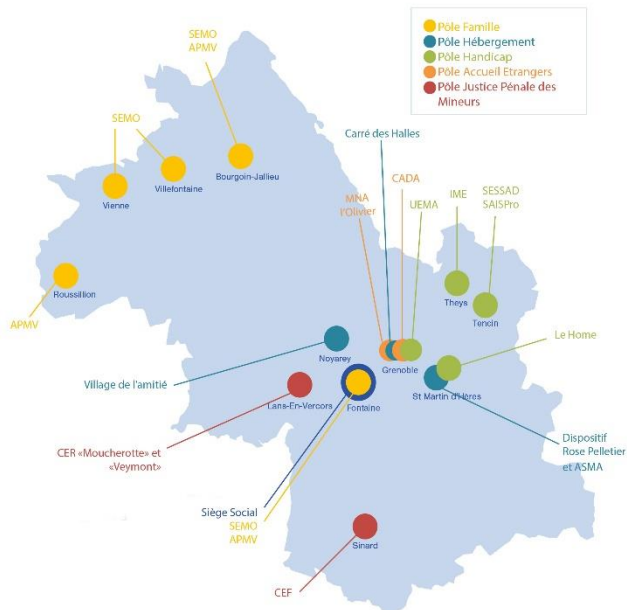 Pôle Famille
Pôle Hébergement
Pôle Handicap
Pôle Accueil Etrangers
Pôle Justice Pénale des
Mineurs
SEMO
APMV
SEMO
Bourgoin-Jallieu
Villefontaine
Vienne
Roussillion
APMV
Carré des Halles
CADA
MNA
l'Olivier
UEMA
IME
SESSAD
SAISPro
Theys
Tencin
Le Home
Noyarey
Grenoble
Village de l'amitié
Lans-En-Vercors
Fontaine
St Martin d'Hères
CER «Moucherotte» et
«Veymont»
Dispositif
Rose Pelletier
et ASMA
Siège Social
SEMO
APMV
Sinard
CEF